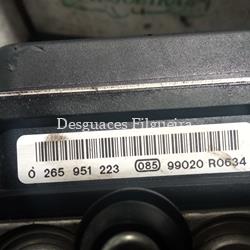 Desguaces Filgueira
0 265 951 223 085 99020 R0634